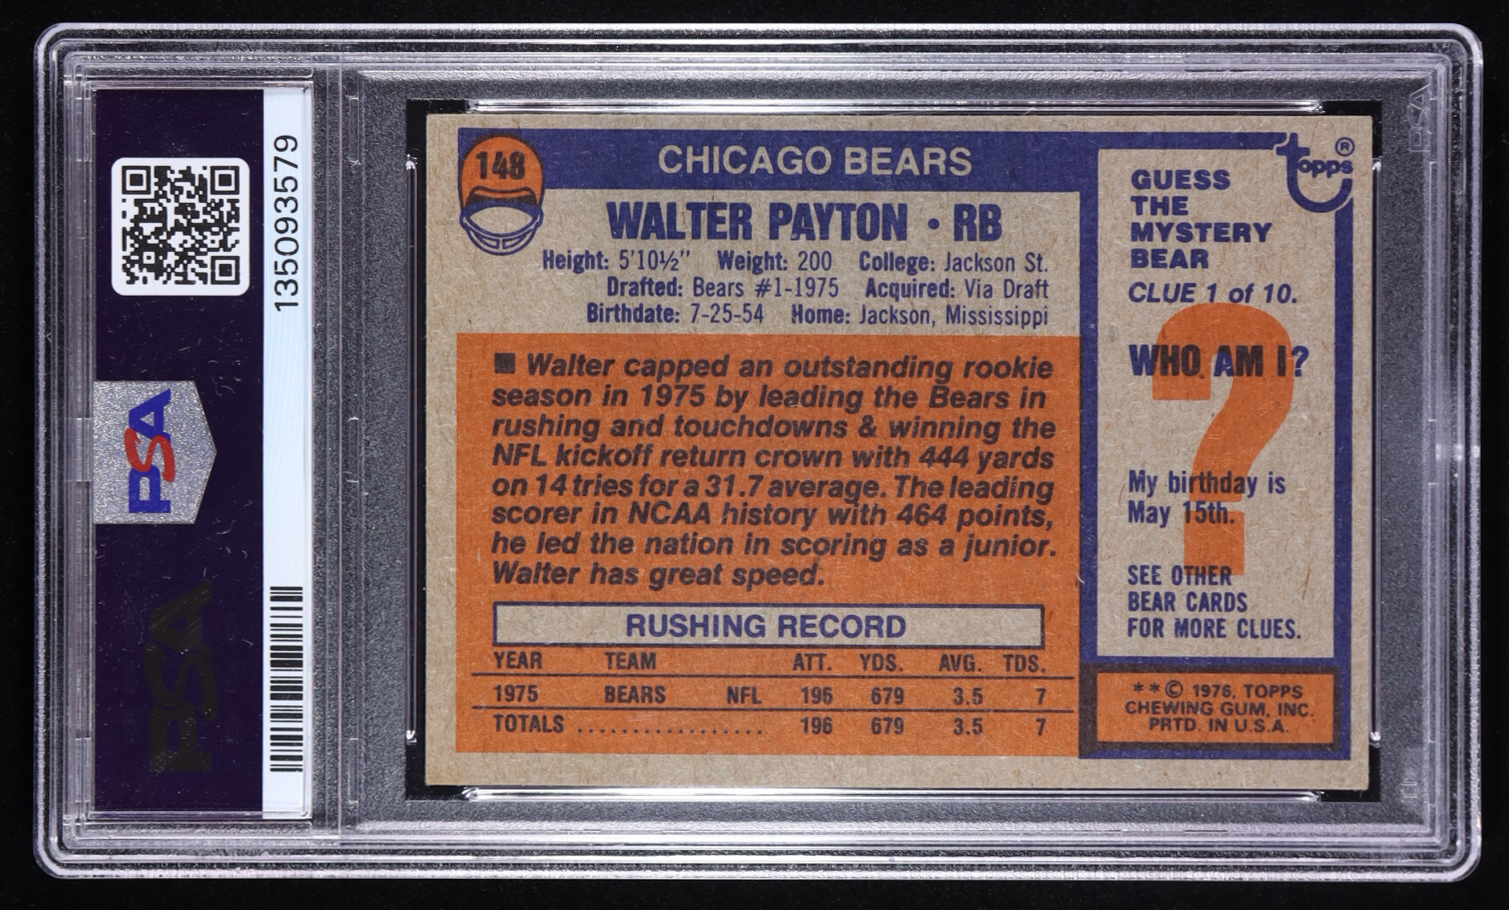 135093579
PSA
PSA
148
CHICAGO BEARS
WALTER PAYTON • RB
Height: 5'10½" Weight: 200 College: Jackson St.
Drafted: Bears #1-1975 Acquired: Via Draft
Birthdate: 7-25-54 Home: Jackson, Mississippi
■ Walter capped an outstanding rookie
season in 1975 by leading the Bears in
rushing and touchdowns & winning the
NFL kickoff return crown with 444 yards
on 14 tries for a 31.7 average. The leading
scorer in NCAA history with 464 points,
he led the nation in scoring as a junior.
Walter has great speed.
RUSHING RECORD
YEAR TEAM ATT. YDS. AVG. TDS.
1975 BEARS NFL 196 679 3.5 7
TOTALS ................. 196 679 3.5 7
topps®
GUESS
THE
MYSTERY
BEAR
CLUE 1 of 10.
?
WHO AM I?
My birthday is
May 15th.
SEE OTHER
BEAR CARDS
FOR MORE CLUES.
**© 1976, TOPPS
CHEWING GUM, INC.
PRTD. IN U.S.A.
PSA